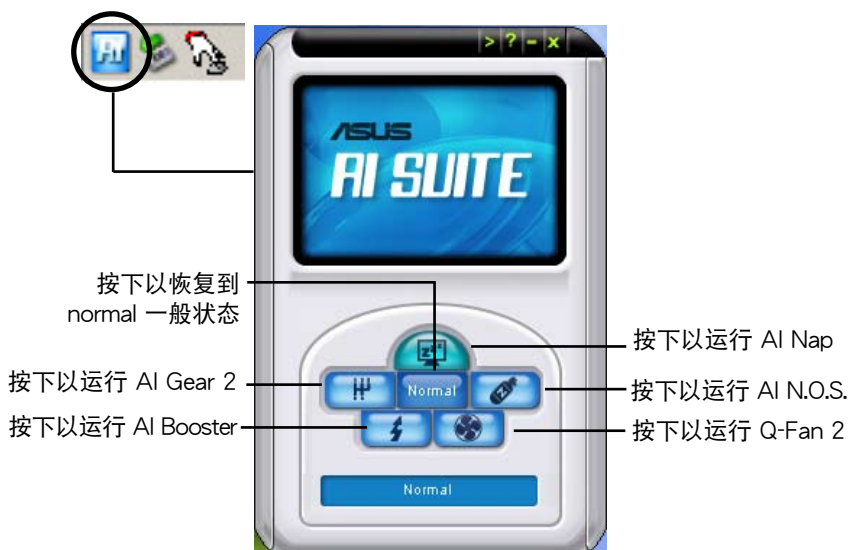 Ai
> ? - x
ASUS
AI SUITE
按下以恢复到
normal 一般状态
按下以运行 AI Nap
zzz
按下以运行 AI Gear 2
Normal
按下以运行 AI N.O.S.
按下以运行 AI Booster
按下以运行 Q-Fan 2
Normal